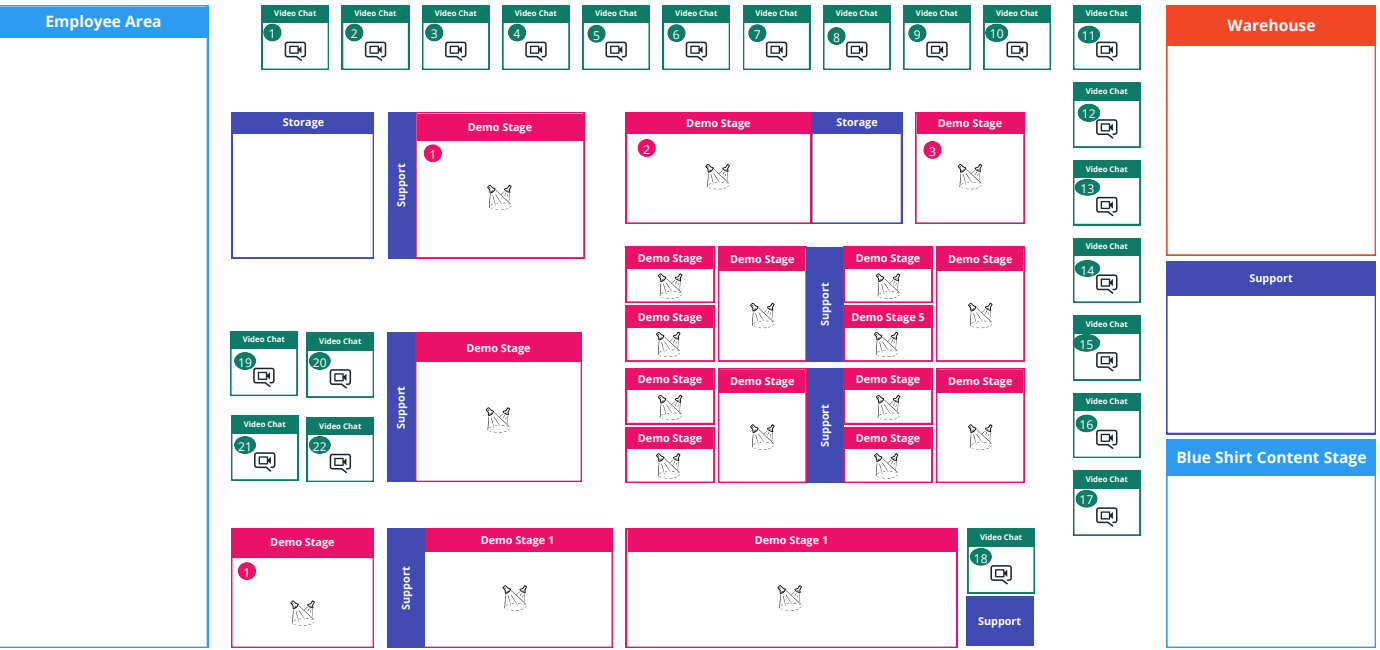 Employee Area
Video Chat
1
Video Chat
2
Video Chat
3
Video Chat
4
Video Chat
5
Video Chat
6
Video Chat
7
Video Chat
8
Video Chat
9
Video Chat
10
Video Chat
11
Warehouse
Video Chat
12
Storage
Support
Demo Stage
1
Demo Stage
2
Storage
Demo Stage
3
Video Chat
13
Video Chat
14
Support
Demo Stage
Demo Stage
Support
Demo Stage
Demo Stage
Demo Stage
Demo Stage 5
Video Chat
15
Video Chat
19
Video Chat
20
Support
Demo Stage
Demo Stage
Demo Stage
Support
Demo Stage
Demo Stage
Demo Stage
Demo Stage
Video Chat
16
Video Chat
21
Video Chat
22
Blue Shirt Content Stage
Video Chat
17
Demo Stage
1
Support
Demo Stage 1
Demo Stage 1
Video Chat
18
Support